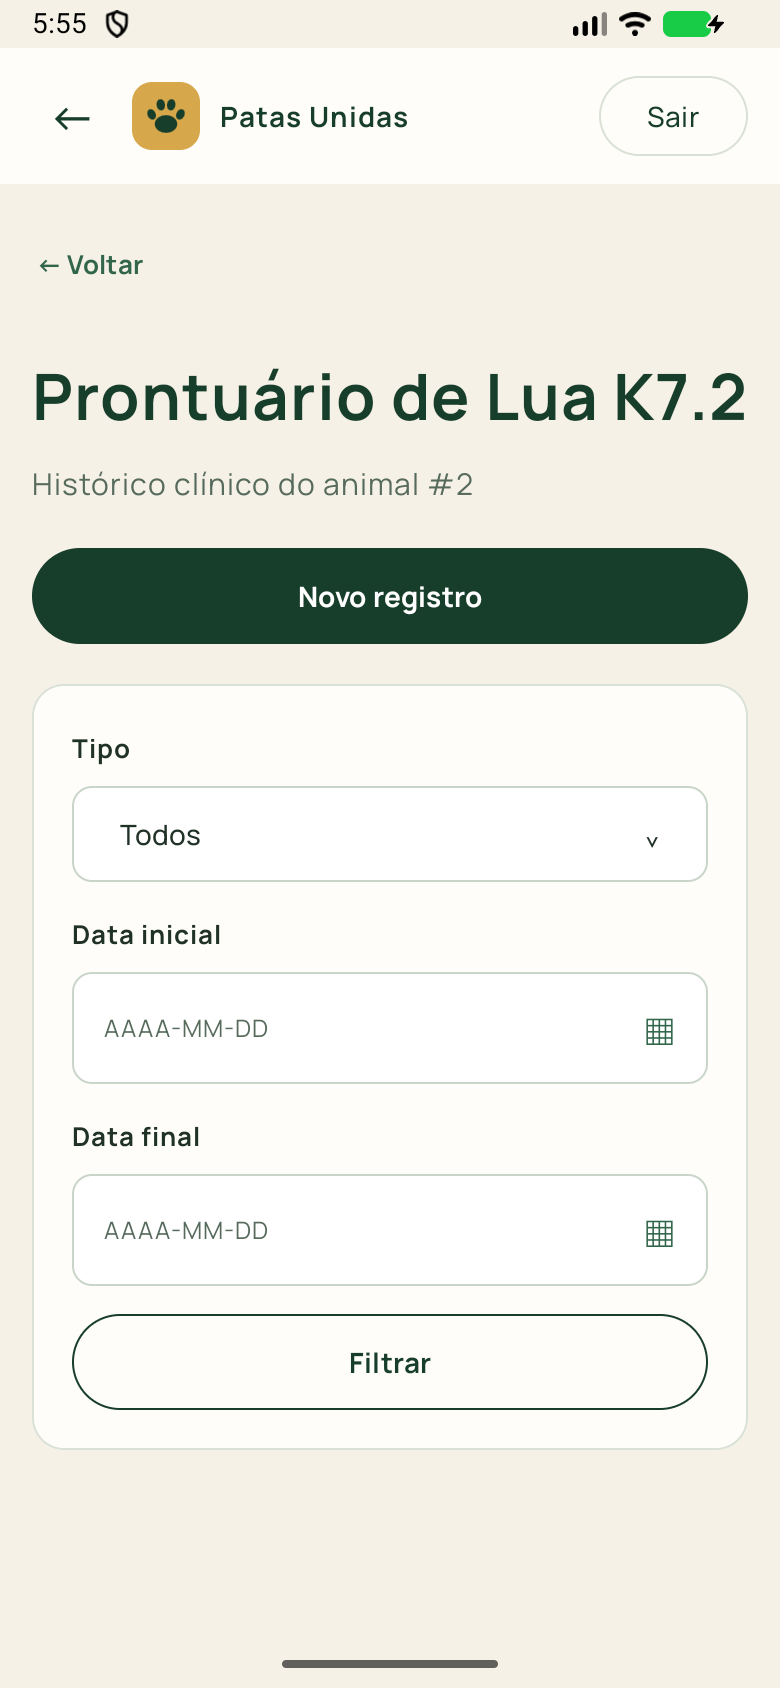 5:55
Patas Unidas
Sair
← Voltar
Prontuário de Lua K7.2
Histórico clínico do animal #2
Novo registro
Tipo
Todos
Data inicial
AAAA-MM-DD
Data final
AAAA-MM-DD
Filtrar